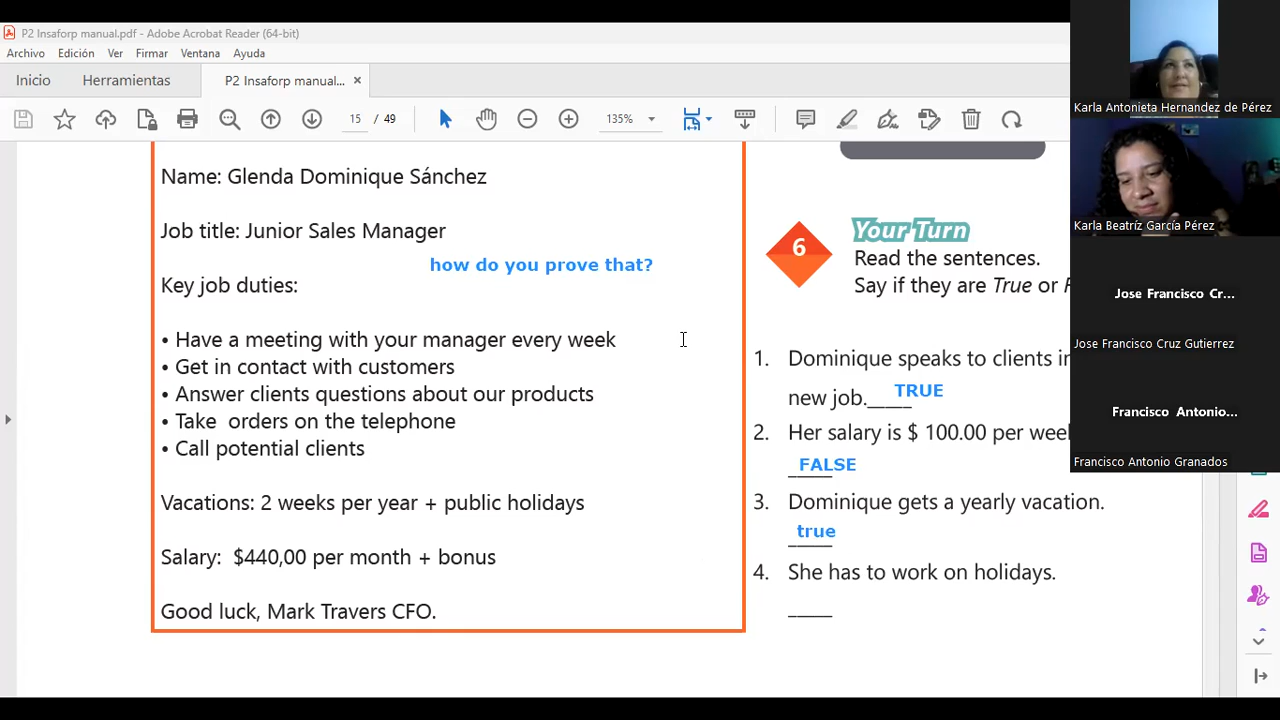 P2 Insaforp manual.pdf - Adobe Acrobat Reader (64-bit)
Archivo Edición Ver Firmar Ventana Ayuda
Inicio Herramientas P2 Insaforp manual... ×
15 / 49 135%
Name: Glenda Dominique Sánchez
Job title: Junior Sales Manager
how do you prove that?
Key job duties:
• Have a meeting with your manager every week
• Get in contact with customers
• Answer clients questions about our products
• Take orders on the telephone
• Call potential clients
Vacations: 2 weeks per year + public holidays
Salary: $440,00 per month + bonus
Good luck, Mark Travers CFO.
6
Your Turn
Read the sentences.
Say if they are True or
1. Dominique speaks to clients in
new job._____
TRUE
2. Her salary is $ 100.00 per week
_____
FALSE
3. Dominique gets a yearly vacation.
_____
true
4. She has to work on holidays.
_____
Karla Antonieta Hernandez de Pérez
Karla Beatríz García Pérez
Jose Francisco Cr...
Jose Francisco Cruz Gutierrez
Francisco Antonio...
Francisco Antonio Granados